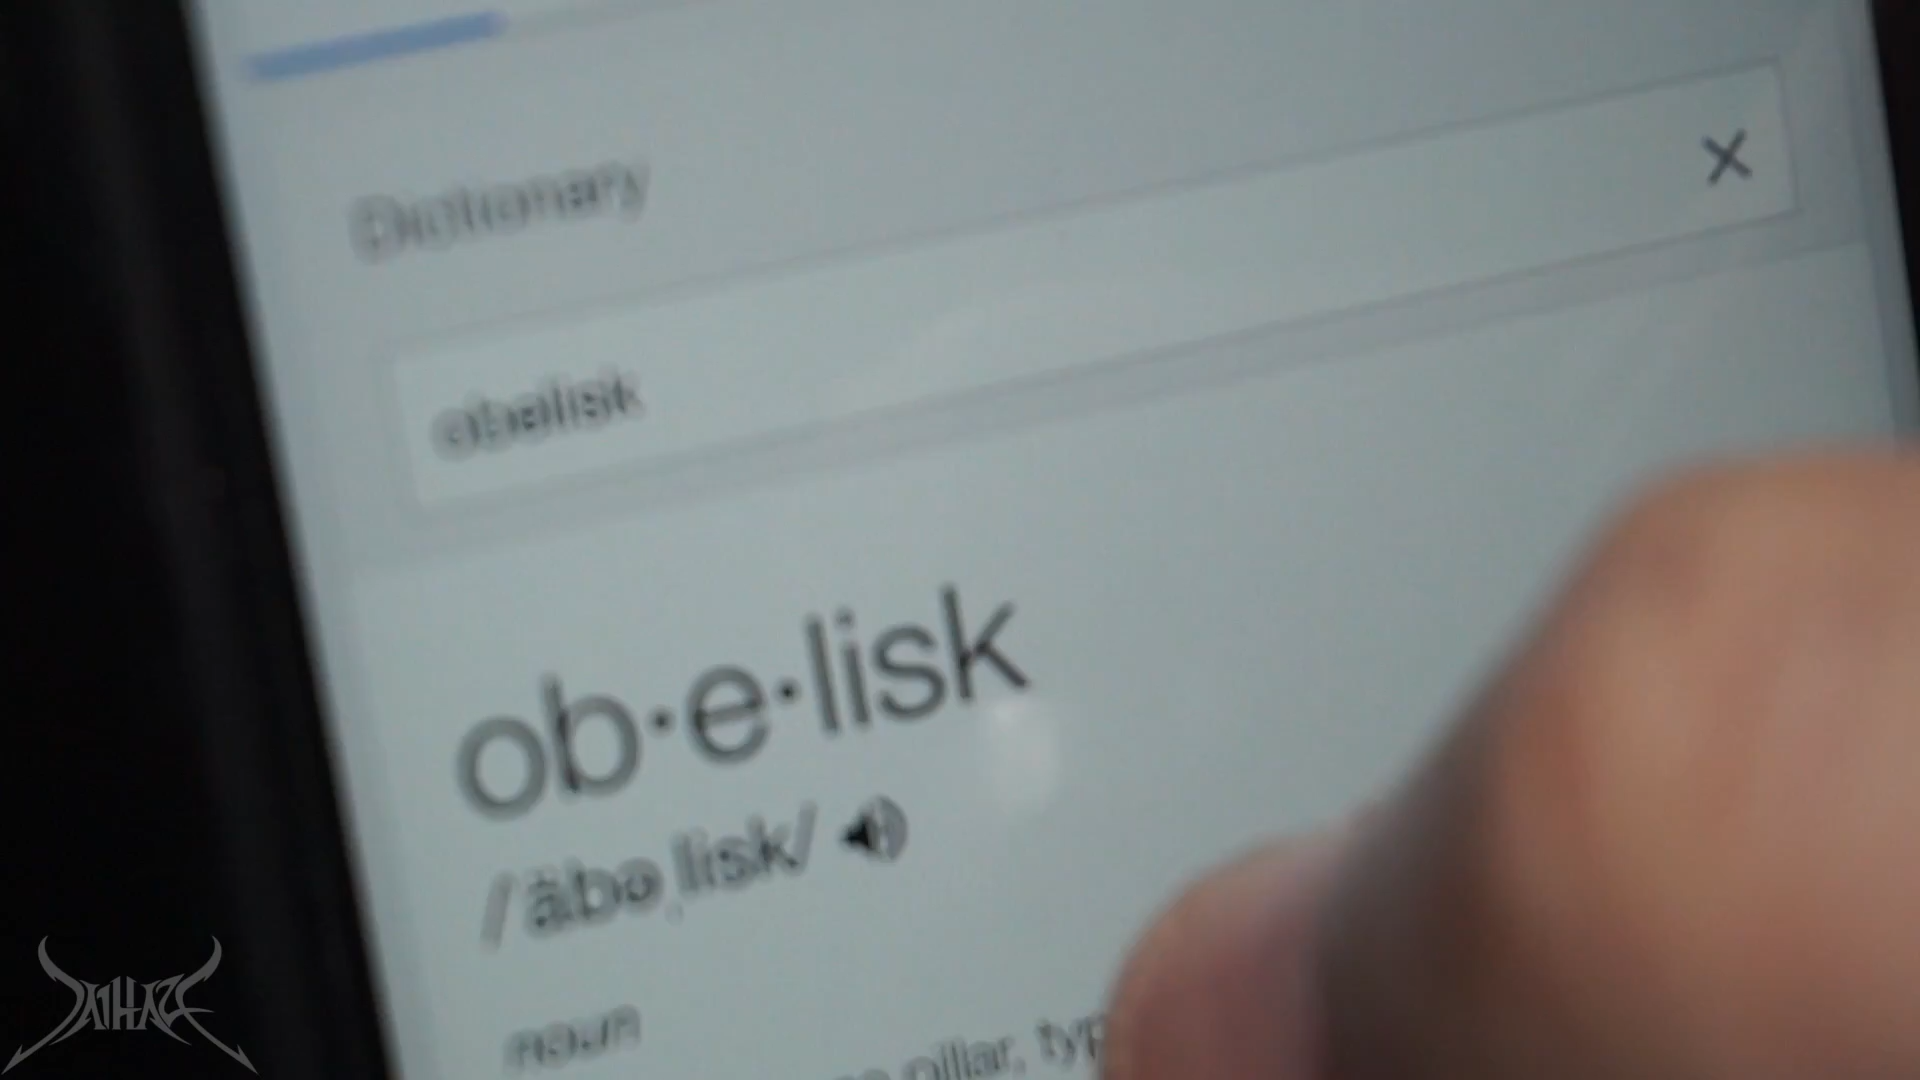 Dictionary
obelisk
ob·e·lisk
/ˈäbəˌlisk/
noun
pillar, typ